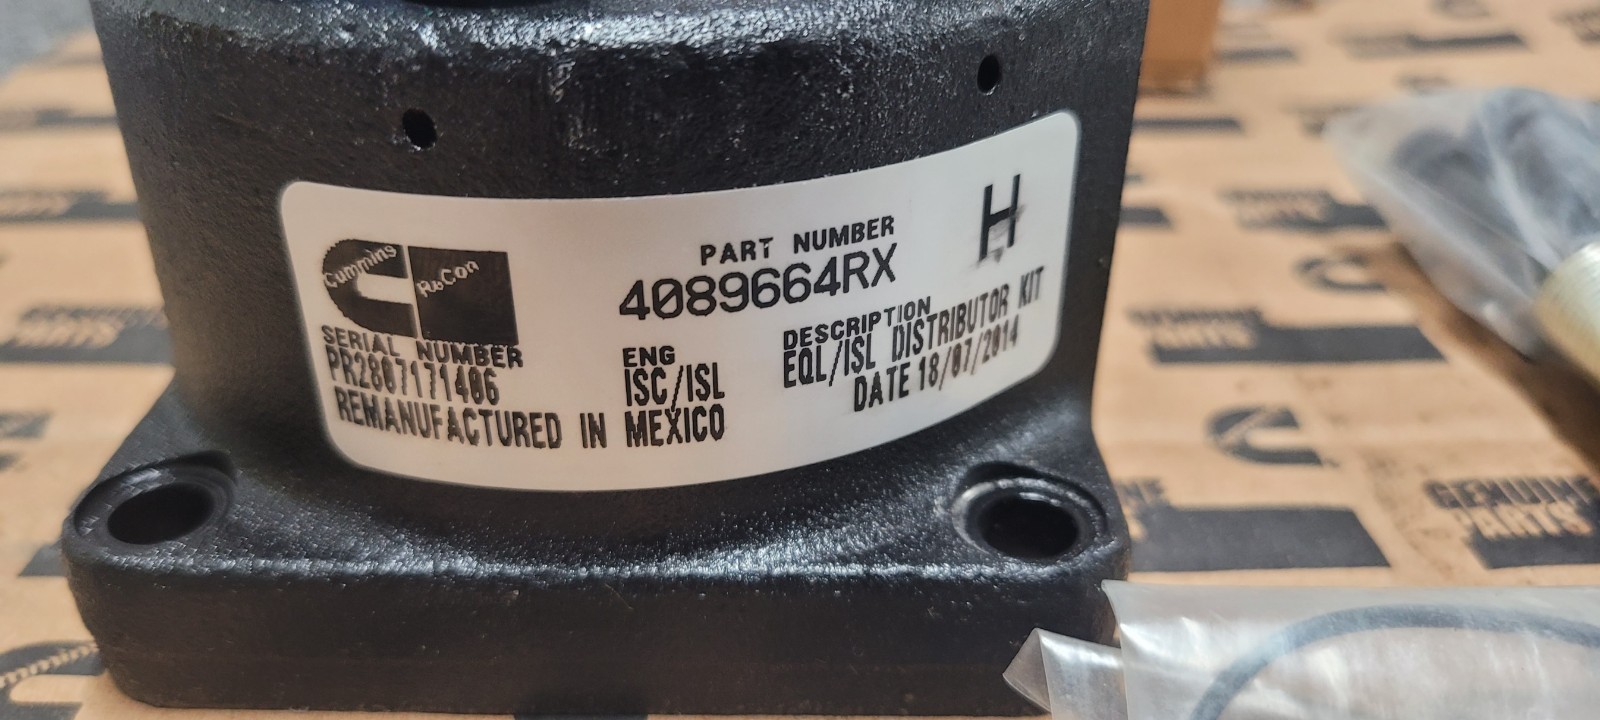 Cummins
ReCon
PART NUMBER
4089664RX
H
SERIAL NUMBER
PR2807171406
REMANUFACTURED IN MEXICO
ENG
ISC/ISL
DESCRIPTION
EQL/ISL DISTRIBUTOR KIT
DATE 18/07/2014
GENUINE
PARTS
Cummins